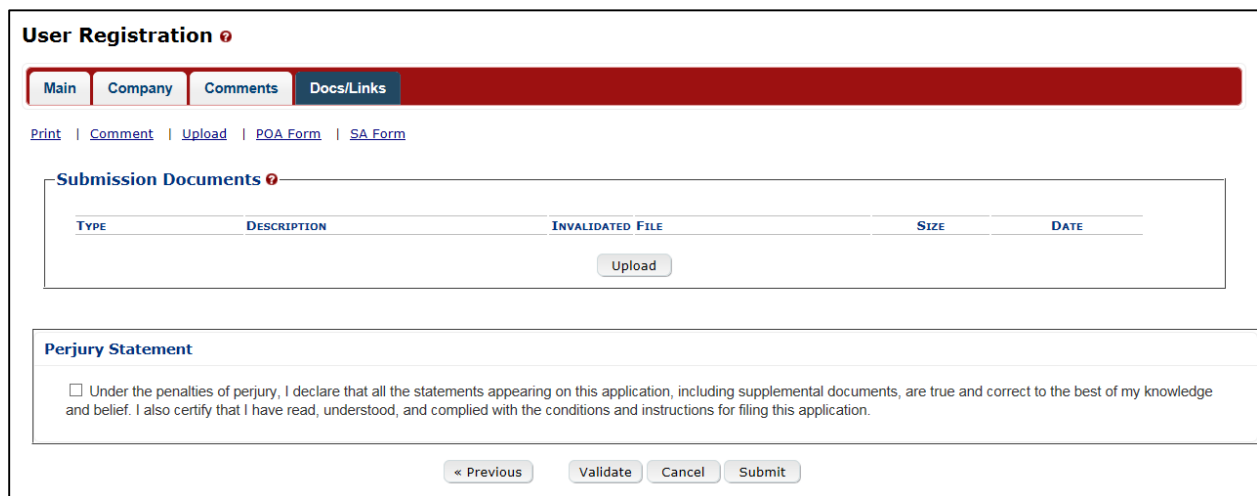 User Registration
Main Company Comments Docs/Links
Print | Comment | Upload | POA Form | SA Form
Submission Documents
TYPE DESCRIPTION INVALIDATED FILE SIZE DATE
Upload
Perjury Statement
Under the penalties of perjury, I declare that all the statements appearing on this application, including supplemental documents, are true and correct to the best of my knowledge
and belief. I also certify that I have read, understood, and complied with the conditions and instructions for filing this application.
« Previous Validate Cancel Submit